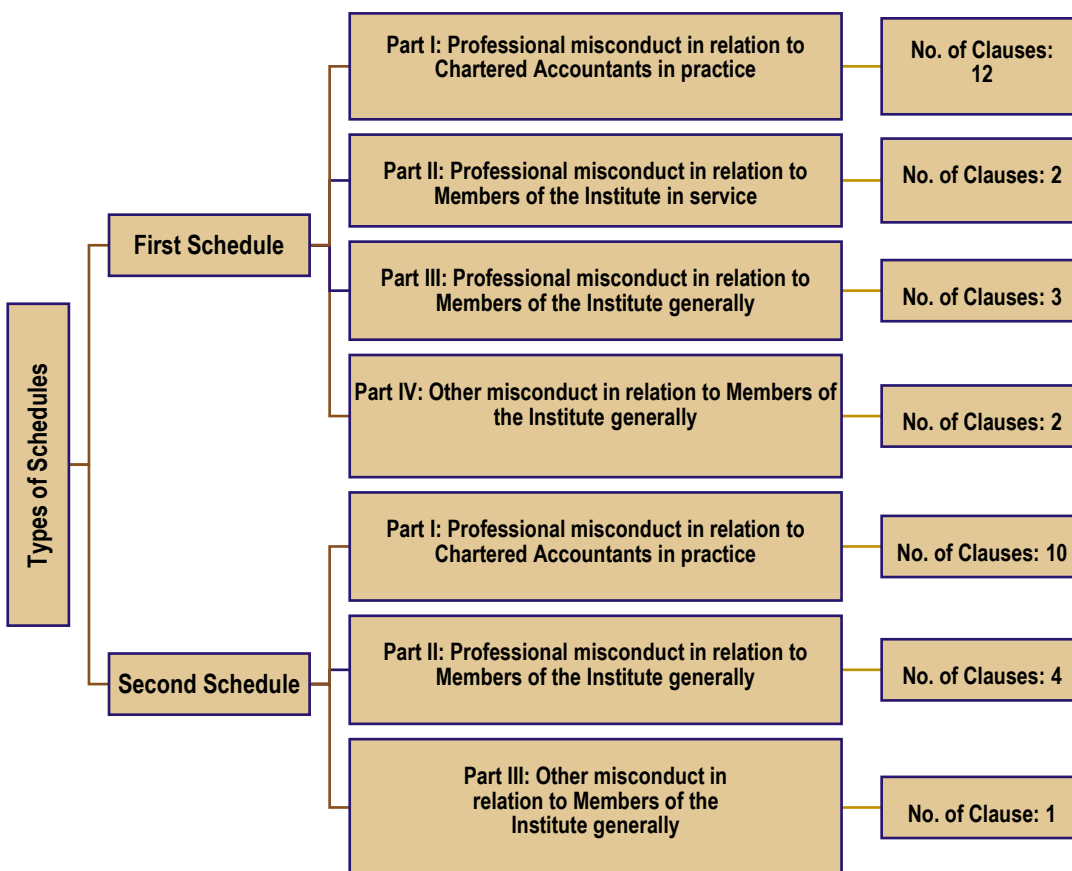 Types of Schedules
First Schedule
Part I: Professional misconduct in relation to
Chartered Accountants in practice
No. of Clauses:
12
Part II: Professional misconduct in relation to
Members of the Institute in service
No. of Clauses: 2
Part III: Professional misconduct in relation to
Members of the Institute generally
No. of Clauses: 3
Part IV: Other misconduct in relation to Members of
the Institute generally
No. of Clauses: 2
Second Schedule
Part I: Professional misconduct in relation to
Chartered Accountants in practice
No. of Clauses: 10
Part II: Professional misconduct in relation to
Members of the Institute generally
No. of Clauses: 4
Part III: Other misconduct in
relation to Members of the
Institute generally
No. of Clause: 1